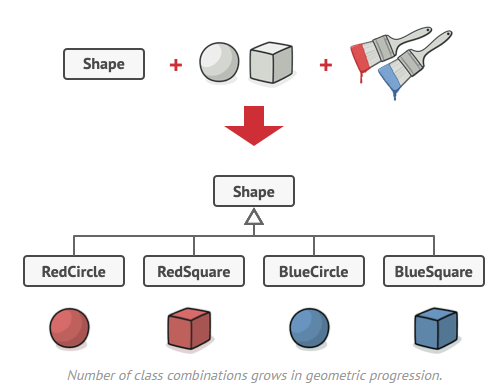 Shape
Shape
RedCircle
RedSquare
BlueCircle
BlueSquare
Number of class combinations grows in geometric progression.